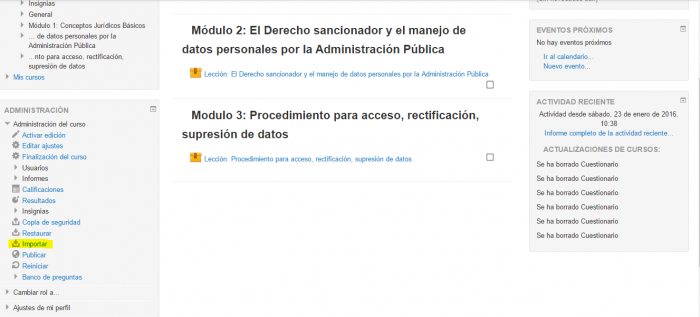 Insignias
General
Módulo 1: Conceptos Jurídicos Básicos
... de datos personales por la
Administración Pública
...nto para acceso, rectificación,
supresión de datos
Mis cursos
ADMINISTRACIÓN
Administración del curso
Activar edición
Editar ajustes
Finalización del curso
Usuarios
Informes
Calificaciones
Resultados
Insignias
Copia de seguridad
Restaurar
Importar
Publicar
Reiniciar
Banco de preguntas
Cambiar rol a...
Ajustes de mi perfil
Módulo 2: El Derecho sancionador y el manejo de
datos personales por la Administración Pública
Lección: El Derecho sancionador y el manejo de datos personales por la Administración Pública
Modulo 3: Procedimiento para acceso, rectificación,
supresión de datos
Lección: Procedimiento para acceso, rectificación, supresión de datos
EVENTOS PRÓXIMOS
No hay eventos próximos
Ir al calendario...
Nuevo evento...
ACTIVIDAD RECIENTE
Actividad desde sábado, 23 de enero de 2016,
10:38
Informe completo de la actividad reciente...
ACTUALIZACIONES DE CURSOS:
Se ha borrado Cuestionario
Se ha borrado Cuestionario
Se ha borrado Cuestionario
Se ha borrado Cuestionario
Se ha borrado Cuestionario
Se ha borrado Cuestionario